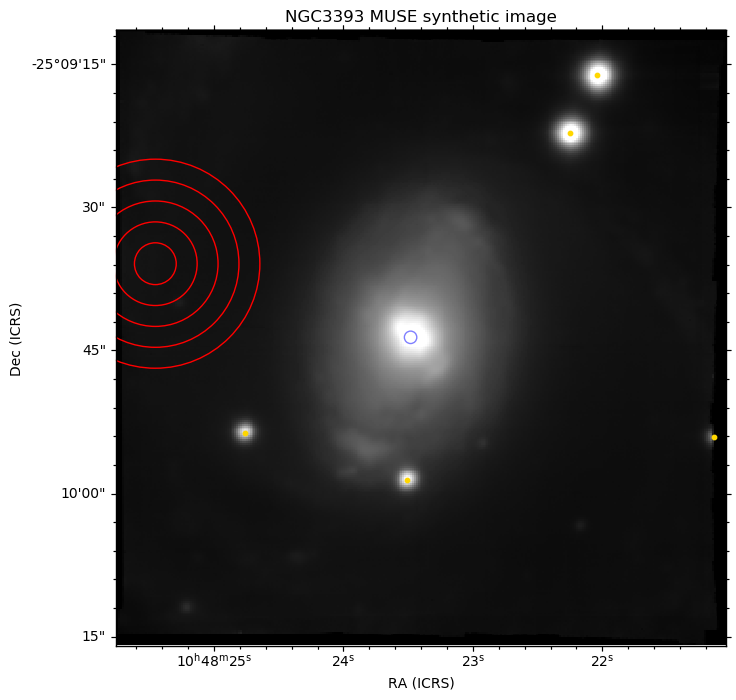 NGC3393 MUSE synthetic image
-25°09'15"
30"
45"
10'00"
15"
Dec (ICRS)
10ʰ48ᵐ25ˢ
24ˢ
23ˢ
22ˢ
RA (ICRS)